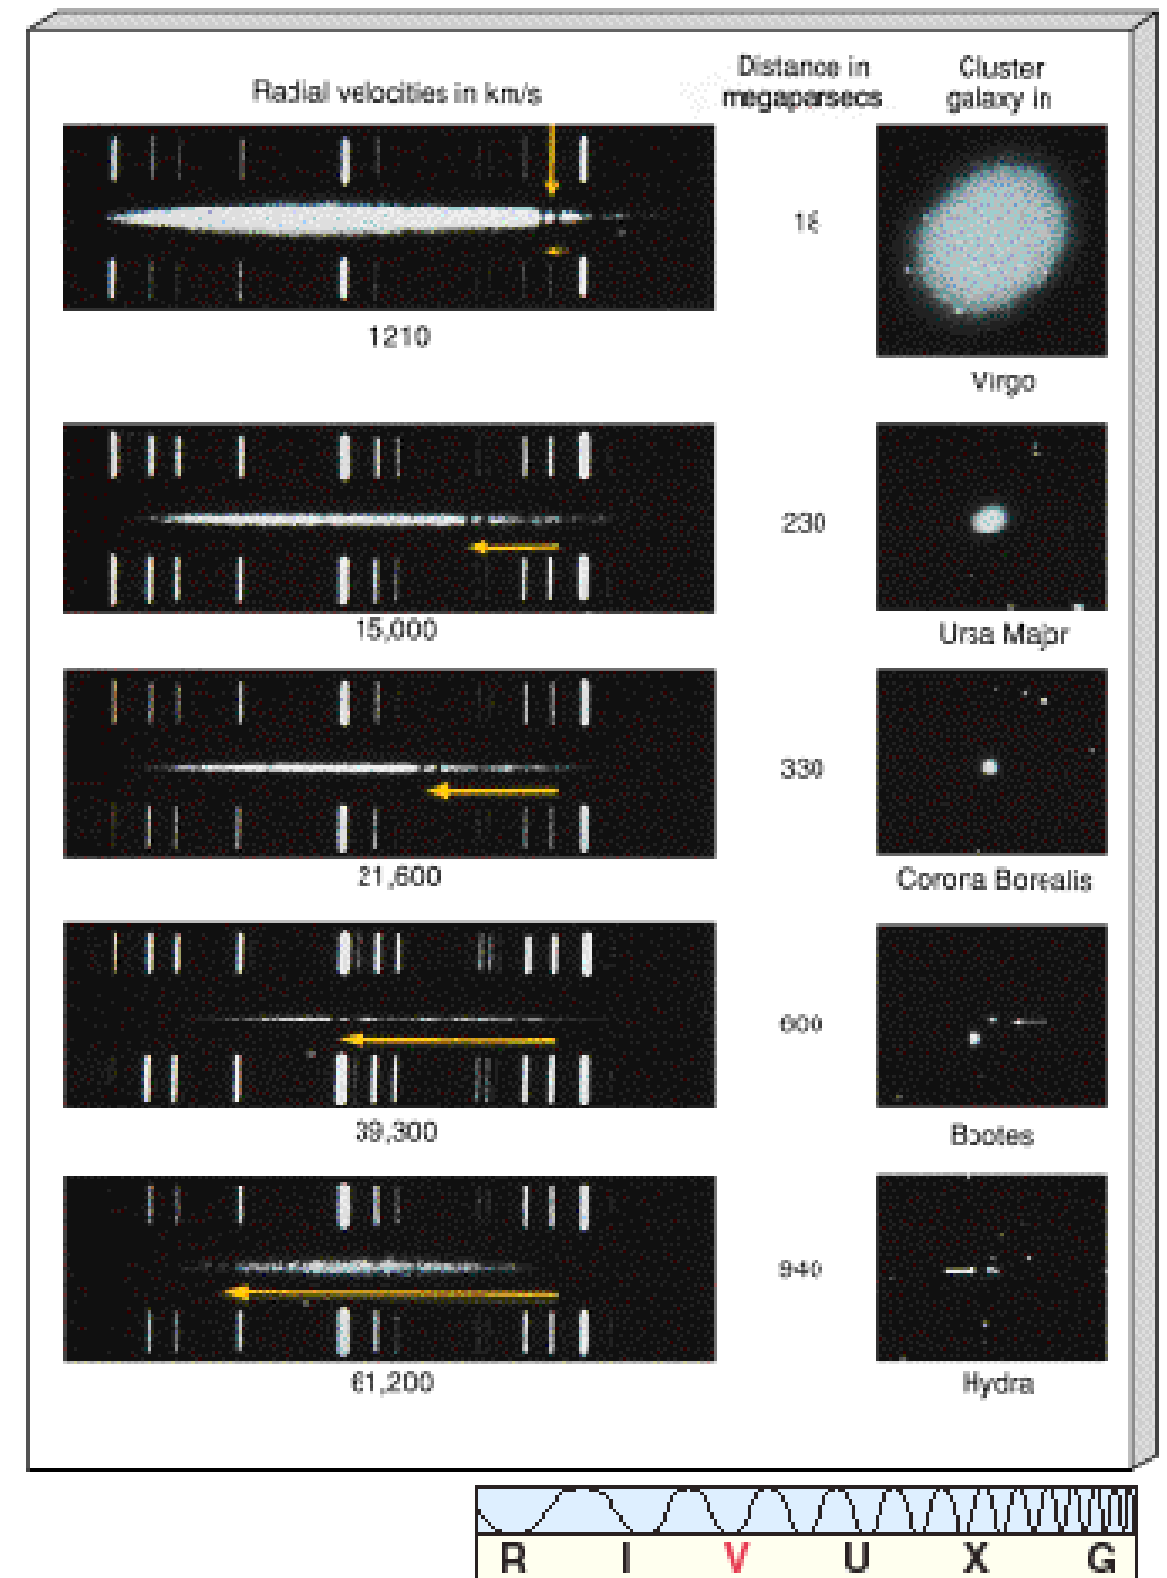 Radial velocities in km/s
Distance in
megaparsecs
Cluster
galaxy in
1210
Virgo
15,000
230
Ursa Major
21,600
330
Corona Borealis
39,300
600
Bootes
61,200
940
Hydra
R I V U X G